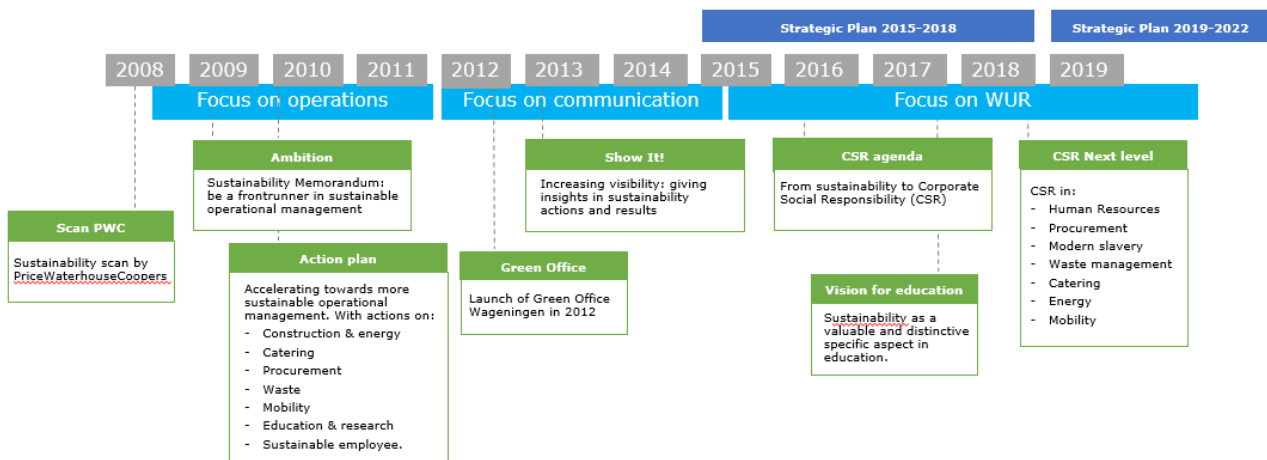 Strategic Plan 2015-2018
Strategic Plan 2019-2022
2008
2009
2010
2011
2012
2013
2014
2015
2016
2017
2018
2019
Focus on operations
Focus on communication
Focus on WUR
Scan PWC
Sustainability scan by
PriceWaterhouseCoopers
Ambition
Sustainability Memorandum:
be a frontrunner in sustainable
operational management
Action plan
Accelerating towards more
sustainable operational
management. With actions on:
- Construction & energy
- Catering
- Procurement
- Waste
- Mobility
- Education & research
- Sustainable employee.
Green Office
Launch of Green Office
Wageningen in 2012
Show It!
Increasing visibility: giving
insights in sustainability
actions and results
CSR agenda
From sustainability to Corporate
Social Responsibility (CSR)
Vision for education
Sustainability as a
valuable and distinctive
specific aspect in
education.
CSR Next level
CSR in:
- Human Resources
- Procurement
- Modern slavery
- Waste management
- Catering
- Energy
- Mobility